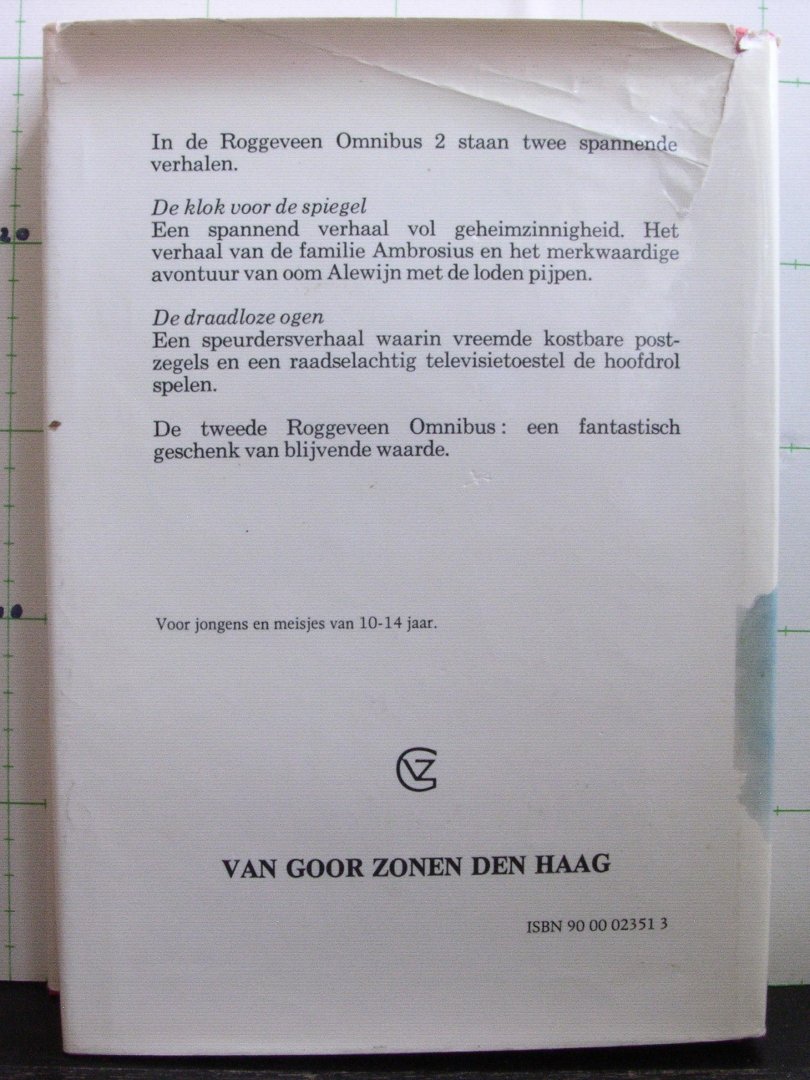 In de Roggeveen Omnibus 2 staan twee spannende
verhalen.
De klok voor de spiegel
Een spannend verhaal vol geheimzinnigheid. Het
verhaal van de familie Ambrosius en het merkwaardige
avontuur van oom Alewijn met de loden pijpen.
De draadloze ogen
Een speurdersverhaal waarin vreemde kostbare post-
zegels en een raadselachtig televisietoestel de hoofdrol
spelen.
De tweede Roggeveen Omnibus: een fantastisch
geschenk van blijvende waarde.
Voor jongens en meisjes van 10-14 jaar.
GVZ
VAN GOOR ZONEN DEN HAAG
ISBN 90 00 02351 3
20